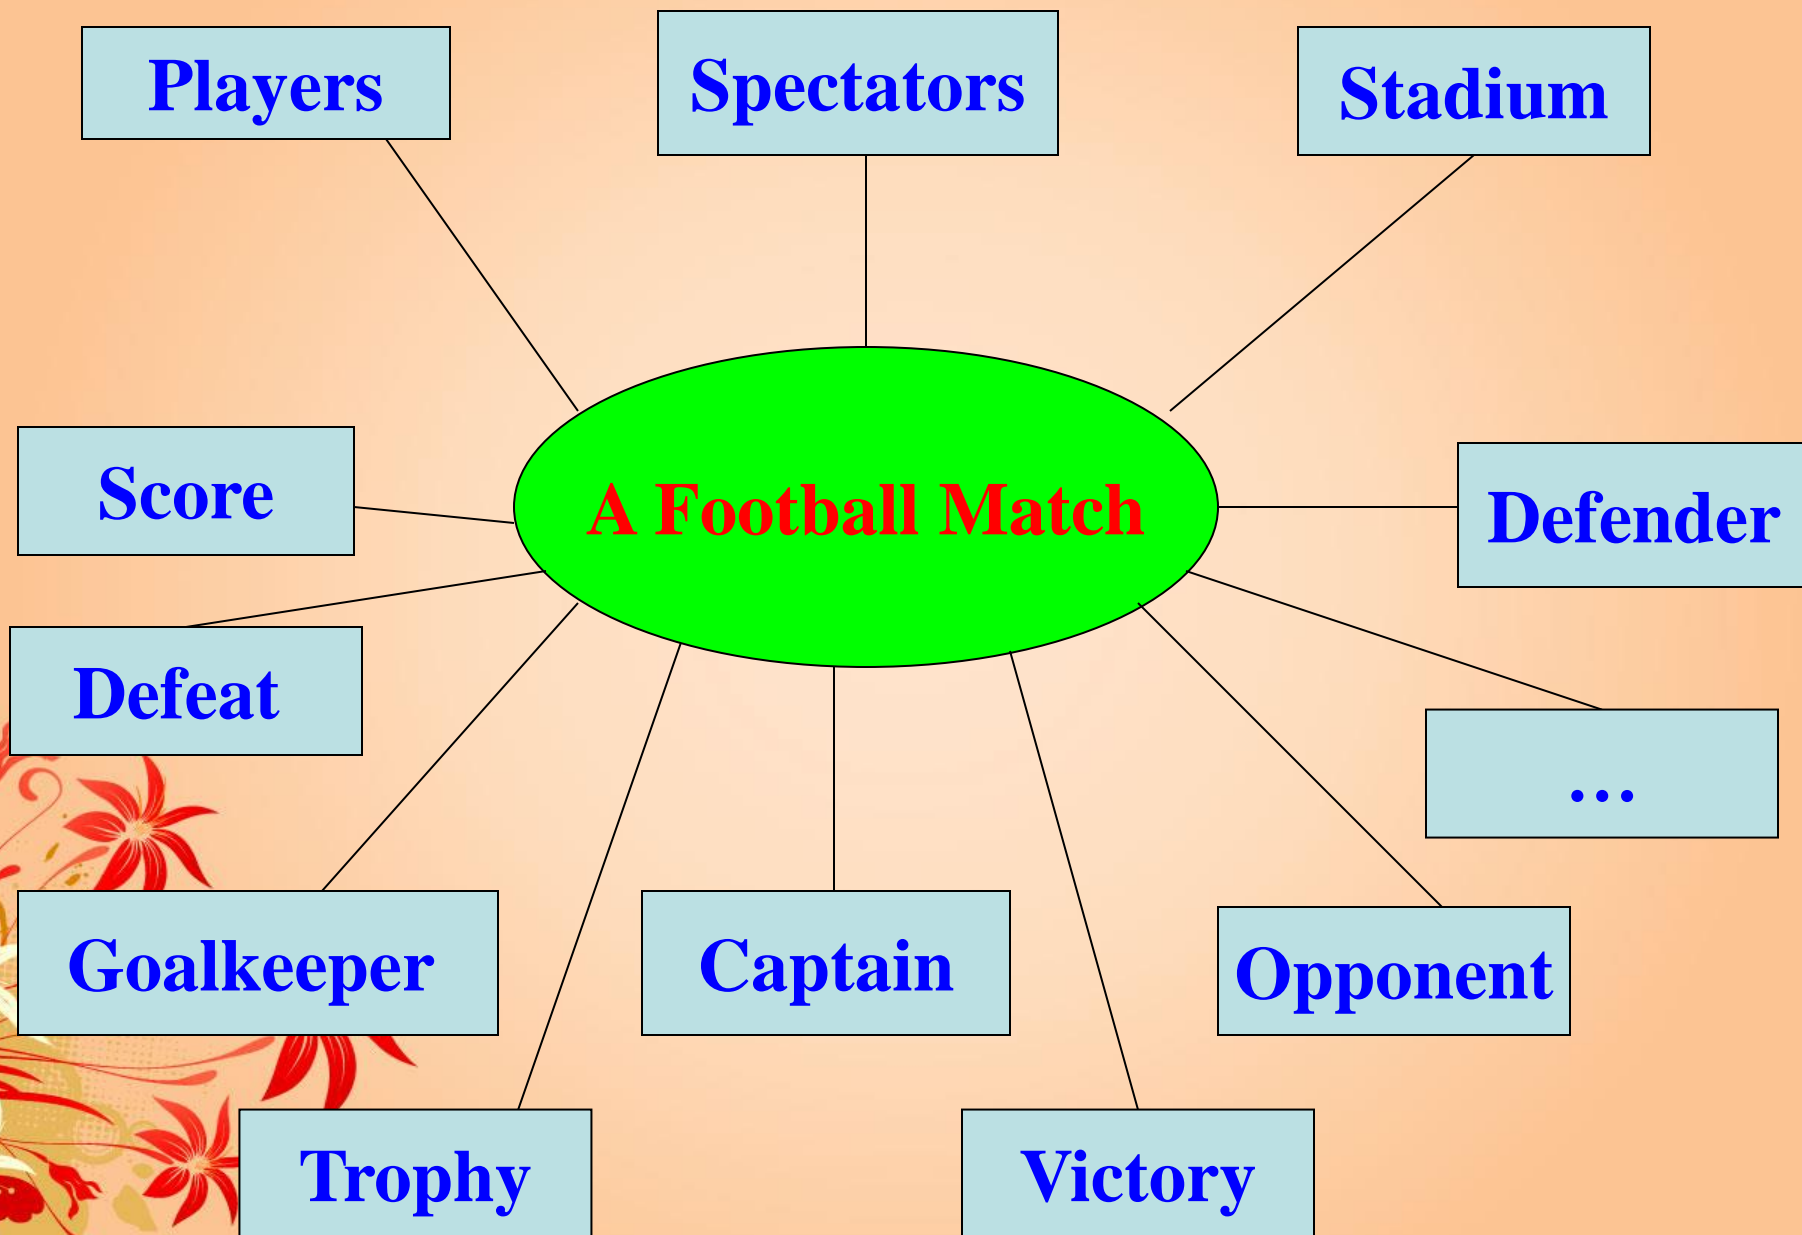 Players
Spectators
Stadium
Score
A Football Match
Defender
Defeat
…
Goalkeeper
Captain
Opponent
Trophy
Victory